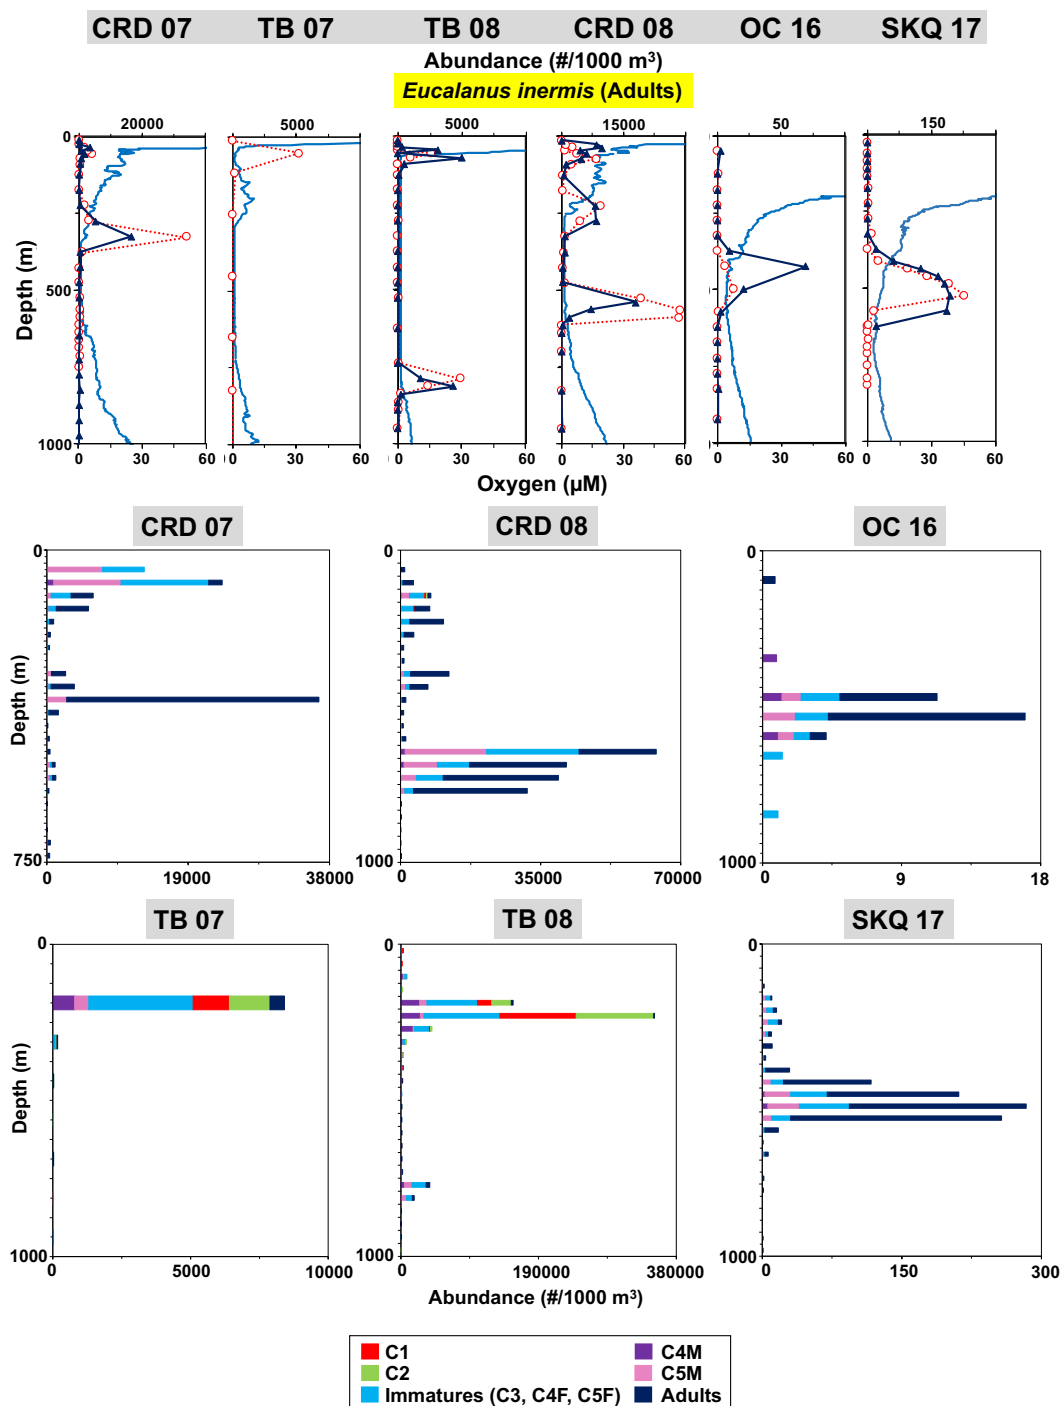 CRD 07 TB 07 TB 08 CRD 08 OC 16 SKQ 17
Abundance (#/1000 m³)
Eucalanus inermis (Adults)
20000 5000 5000 15000 50 150
0
500
1000
Depth (m)
0 30 60 0 30 60 0 30 60 0 30 60 0 30 60 0 30 60
Oxygen (µM)
CRD 07 CRD 08 OC 16
0 0 0
Depth (m)
750 1000 1000
0 19000 38000 0 35000 70000 0 9 18
TB 07 TB 08 SKQ 17
0 0 0
Depth (m)
1000 1000 1000
0 5000 10000 0 190000 380000 0 150 300
Abundance (#/1000 m³)
C1 C4M
C2 C5M
Immatures (C3, C4F, C5F) Adults